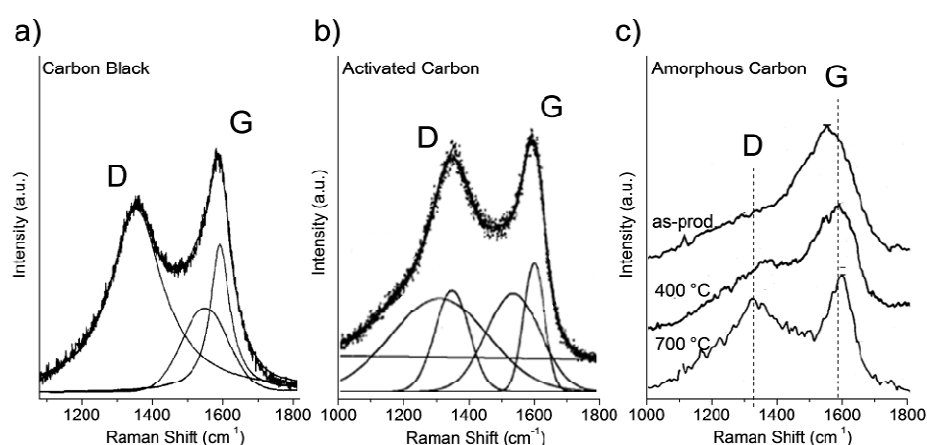 a)
Carbon Black
D
G
Intensity (a.u.)
1200 1400 1600 1800
Raman Shift (cm-1)
b)
Activated Carbon
D
G
Intensity (a.u.)
1000 1200 1400 1600 1800
Raman Shift (cm-1)
c)
Amorphous Carbon
G
D
as-prod
400 °C
700 °C
Intensity (a.u.)
1000 1200 1400 1600 1800
Raman Shift (cm-1)